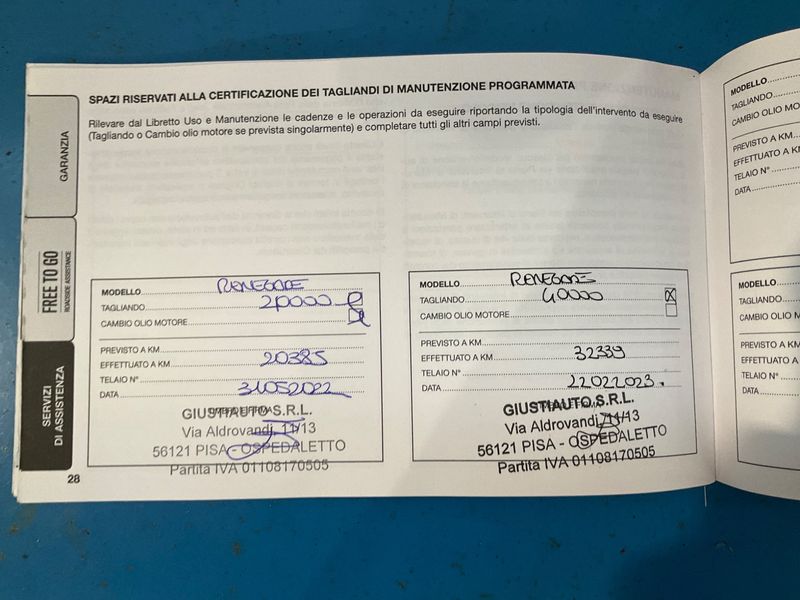 SPAZI RISERVATI ALLA CERTIFICAZIONE DEI TAGLIANDI DI MANUTENZIONE PROGRAMMATA
Rilevare dal Libretto Uso e Manutenzione le cadenze e le operazioni da eseguire riportando la tipologia dell'intervento da eseguire
(Tagliando o Cambio olio motore se prevista singolarmente) e completare tutti gli altri campi previsti.
GARANZIA
FREE TO GO
ROADSIDE ASSISTANCE
SERVIZI
DI ASSISTENZA
MODELLO RENEGADE
TAGLIANDO 20000
CAMBIO OLIO MOTORE
PREVISTO A KM
EFFETTUATO A KM 20385
TELAIO N°
DATA 31052022
GIUSTIAUTO S.R.L.
Via Aldrovandi, 11/13
56121 PISA - OSPEDALETTO
Partita IVA 01108170505
MODELLO RENEGADE
TAGLIANDO 40000
CAMBIO OLIO MOTORE
PREVISTO A KM
EFFETTUATO A KM 32339
TELAIO N°
DATA 22022023.
GIUSTIAUTO S.R.L.
Via Aldrovandi, 11/13
56121 PISA - OSPEDALETTO
Partita IVA 01108170505
28
MODELLO
TAGLIANDO
CAMBIO OLIO MO
PREVISTO A KM
EFFETTUATO A KM
TELAIO N°
DATA
MODELLO
TAGLIANDO
CAMBIO OLIO M
PREVISTO A KM
EFFETTUATO A
TELAIO N°
DATA